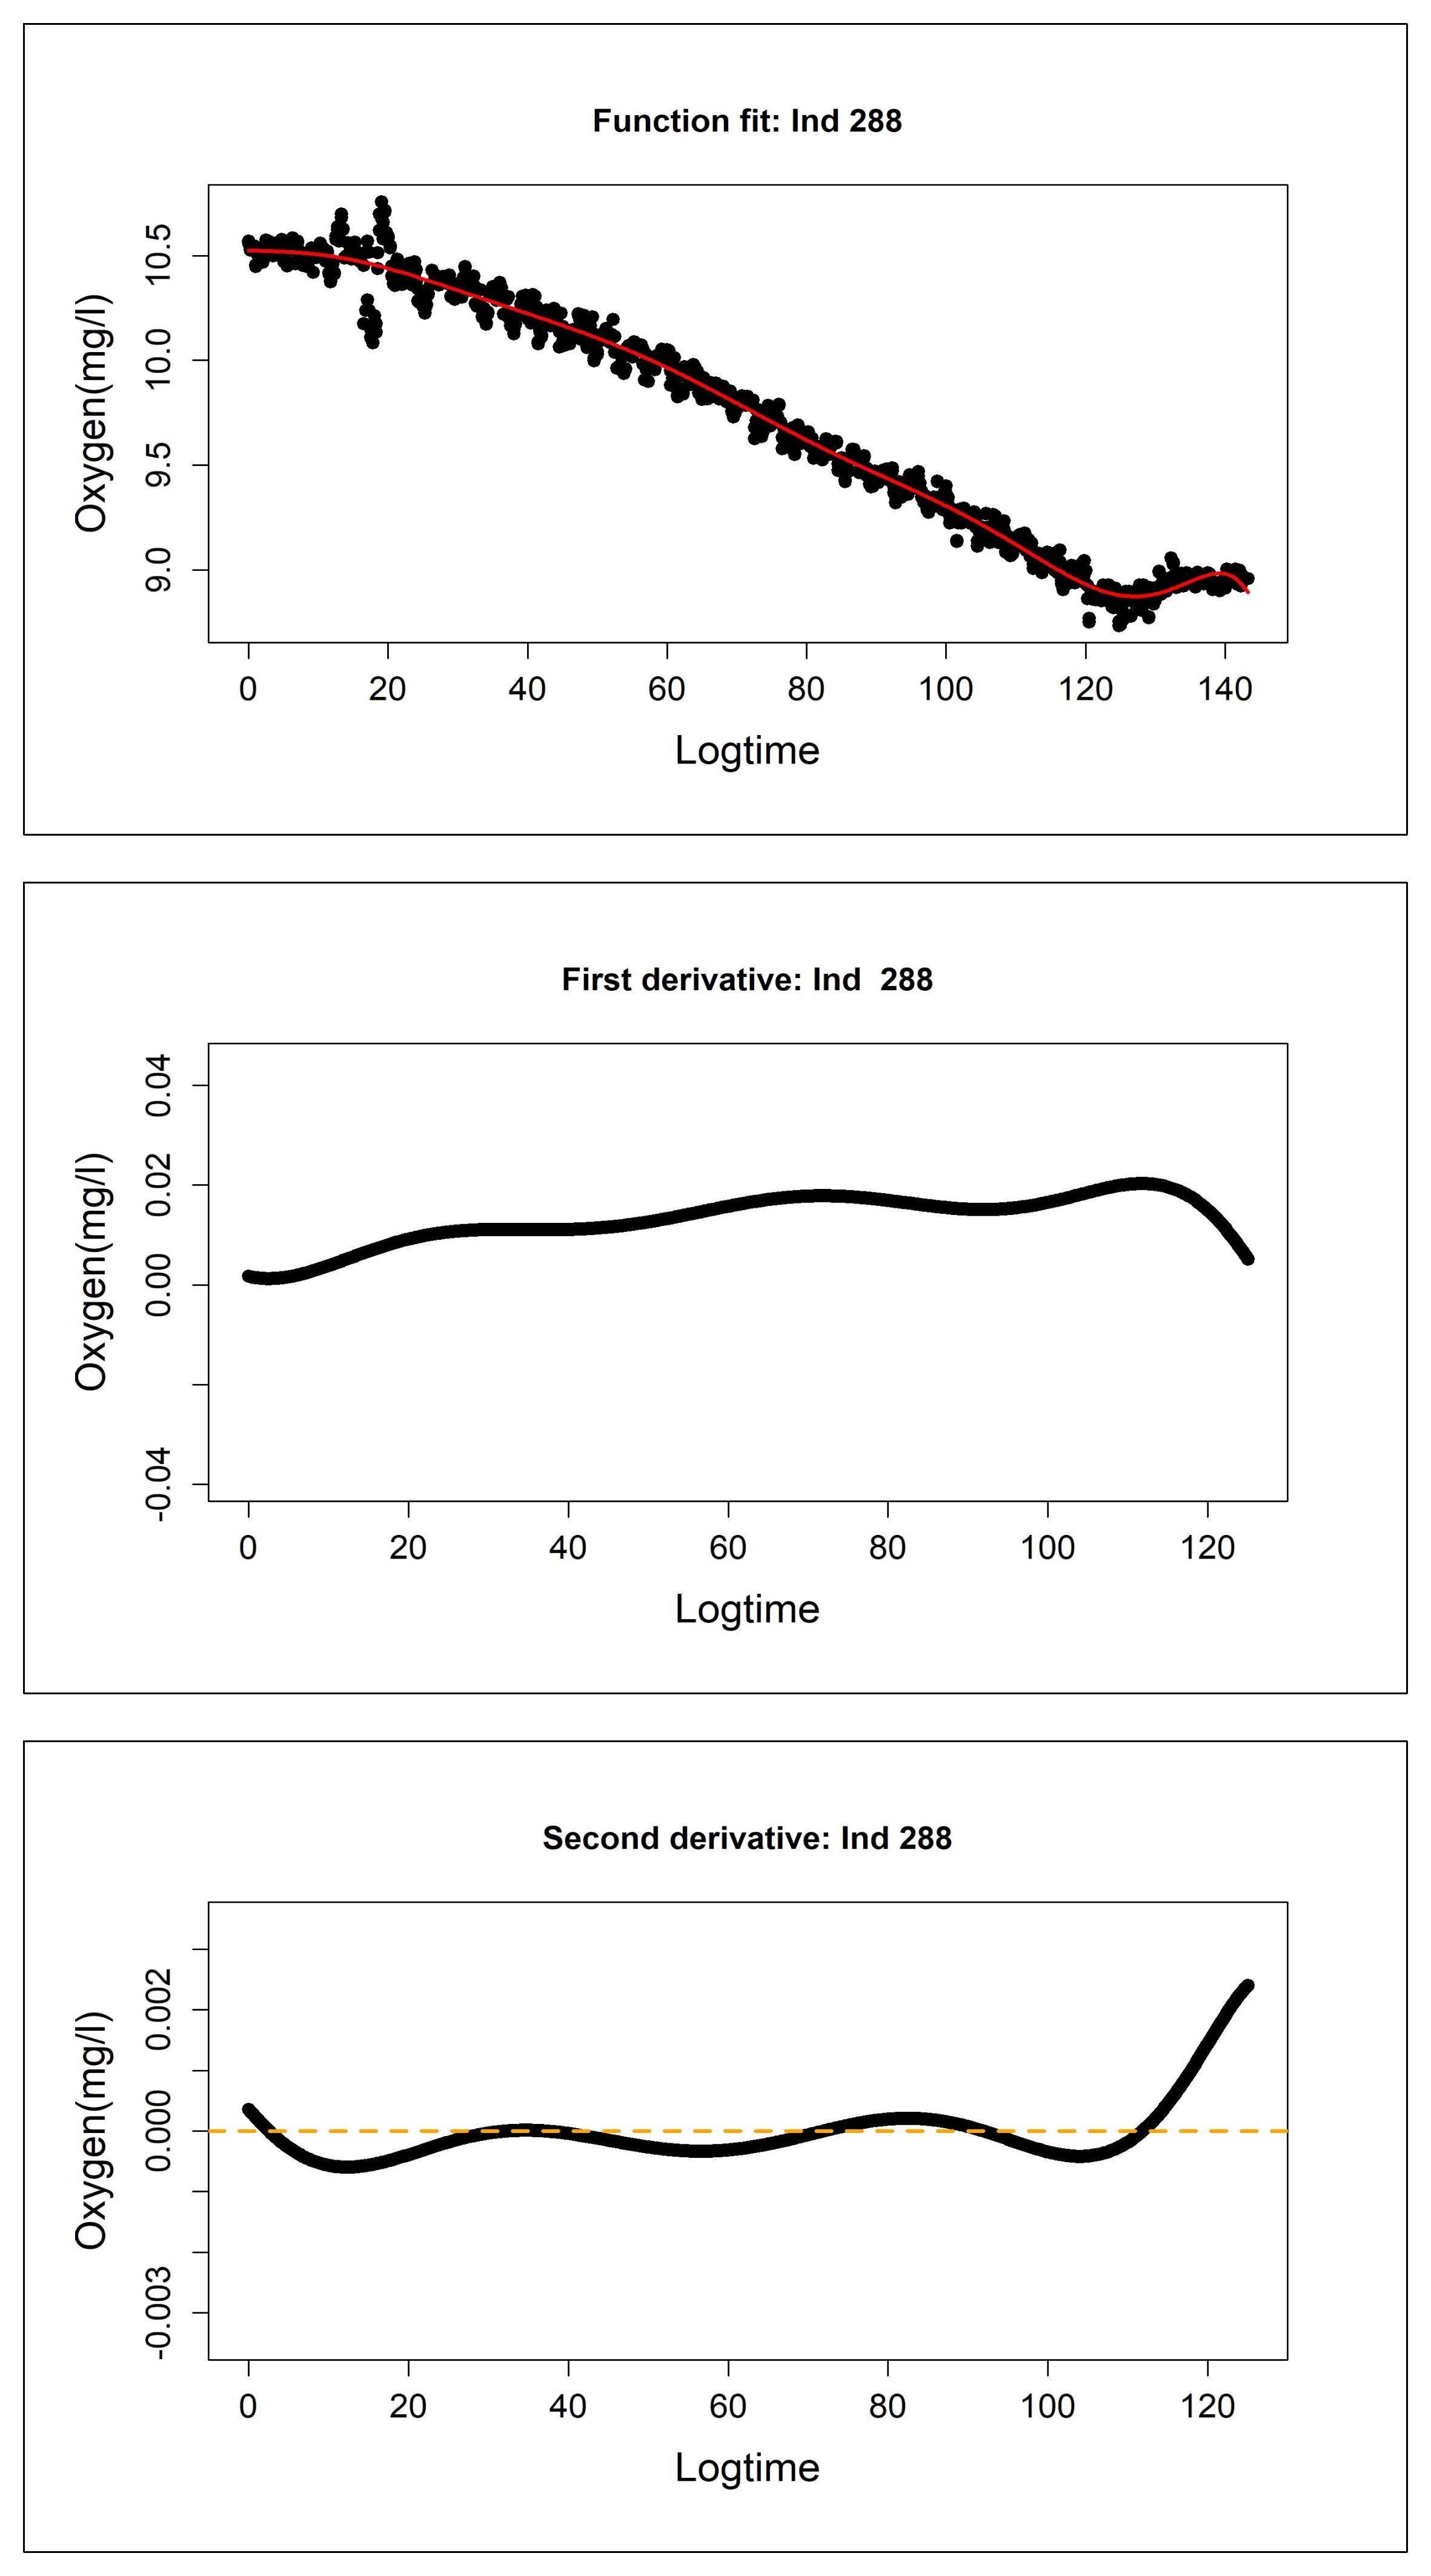 Function fit: Ind 288
Oxygen(mg/l)
10.5
10.0
9.5
9.0
0 20 40 60 80 100 120 140
Logtime
First derivative: Ind  288
Oxygen(mg/l)
0.04
0.02
0.00
-0.04
0 20 40 60 80 100 120
Logtime
Second derivative: Ind 288
Oxygen(mg/l)
0.002
0.000
-0.003
0 20 40 60 80 100 120
Logtime